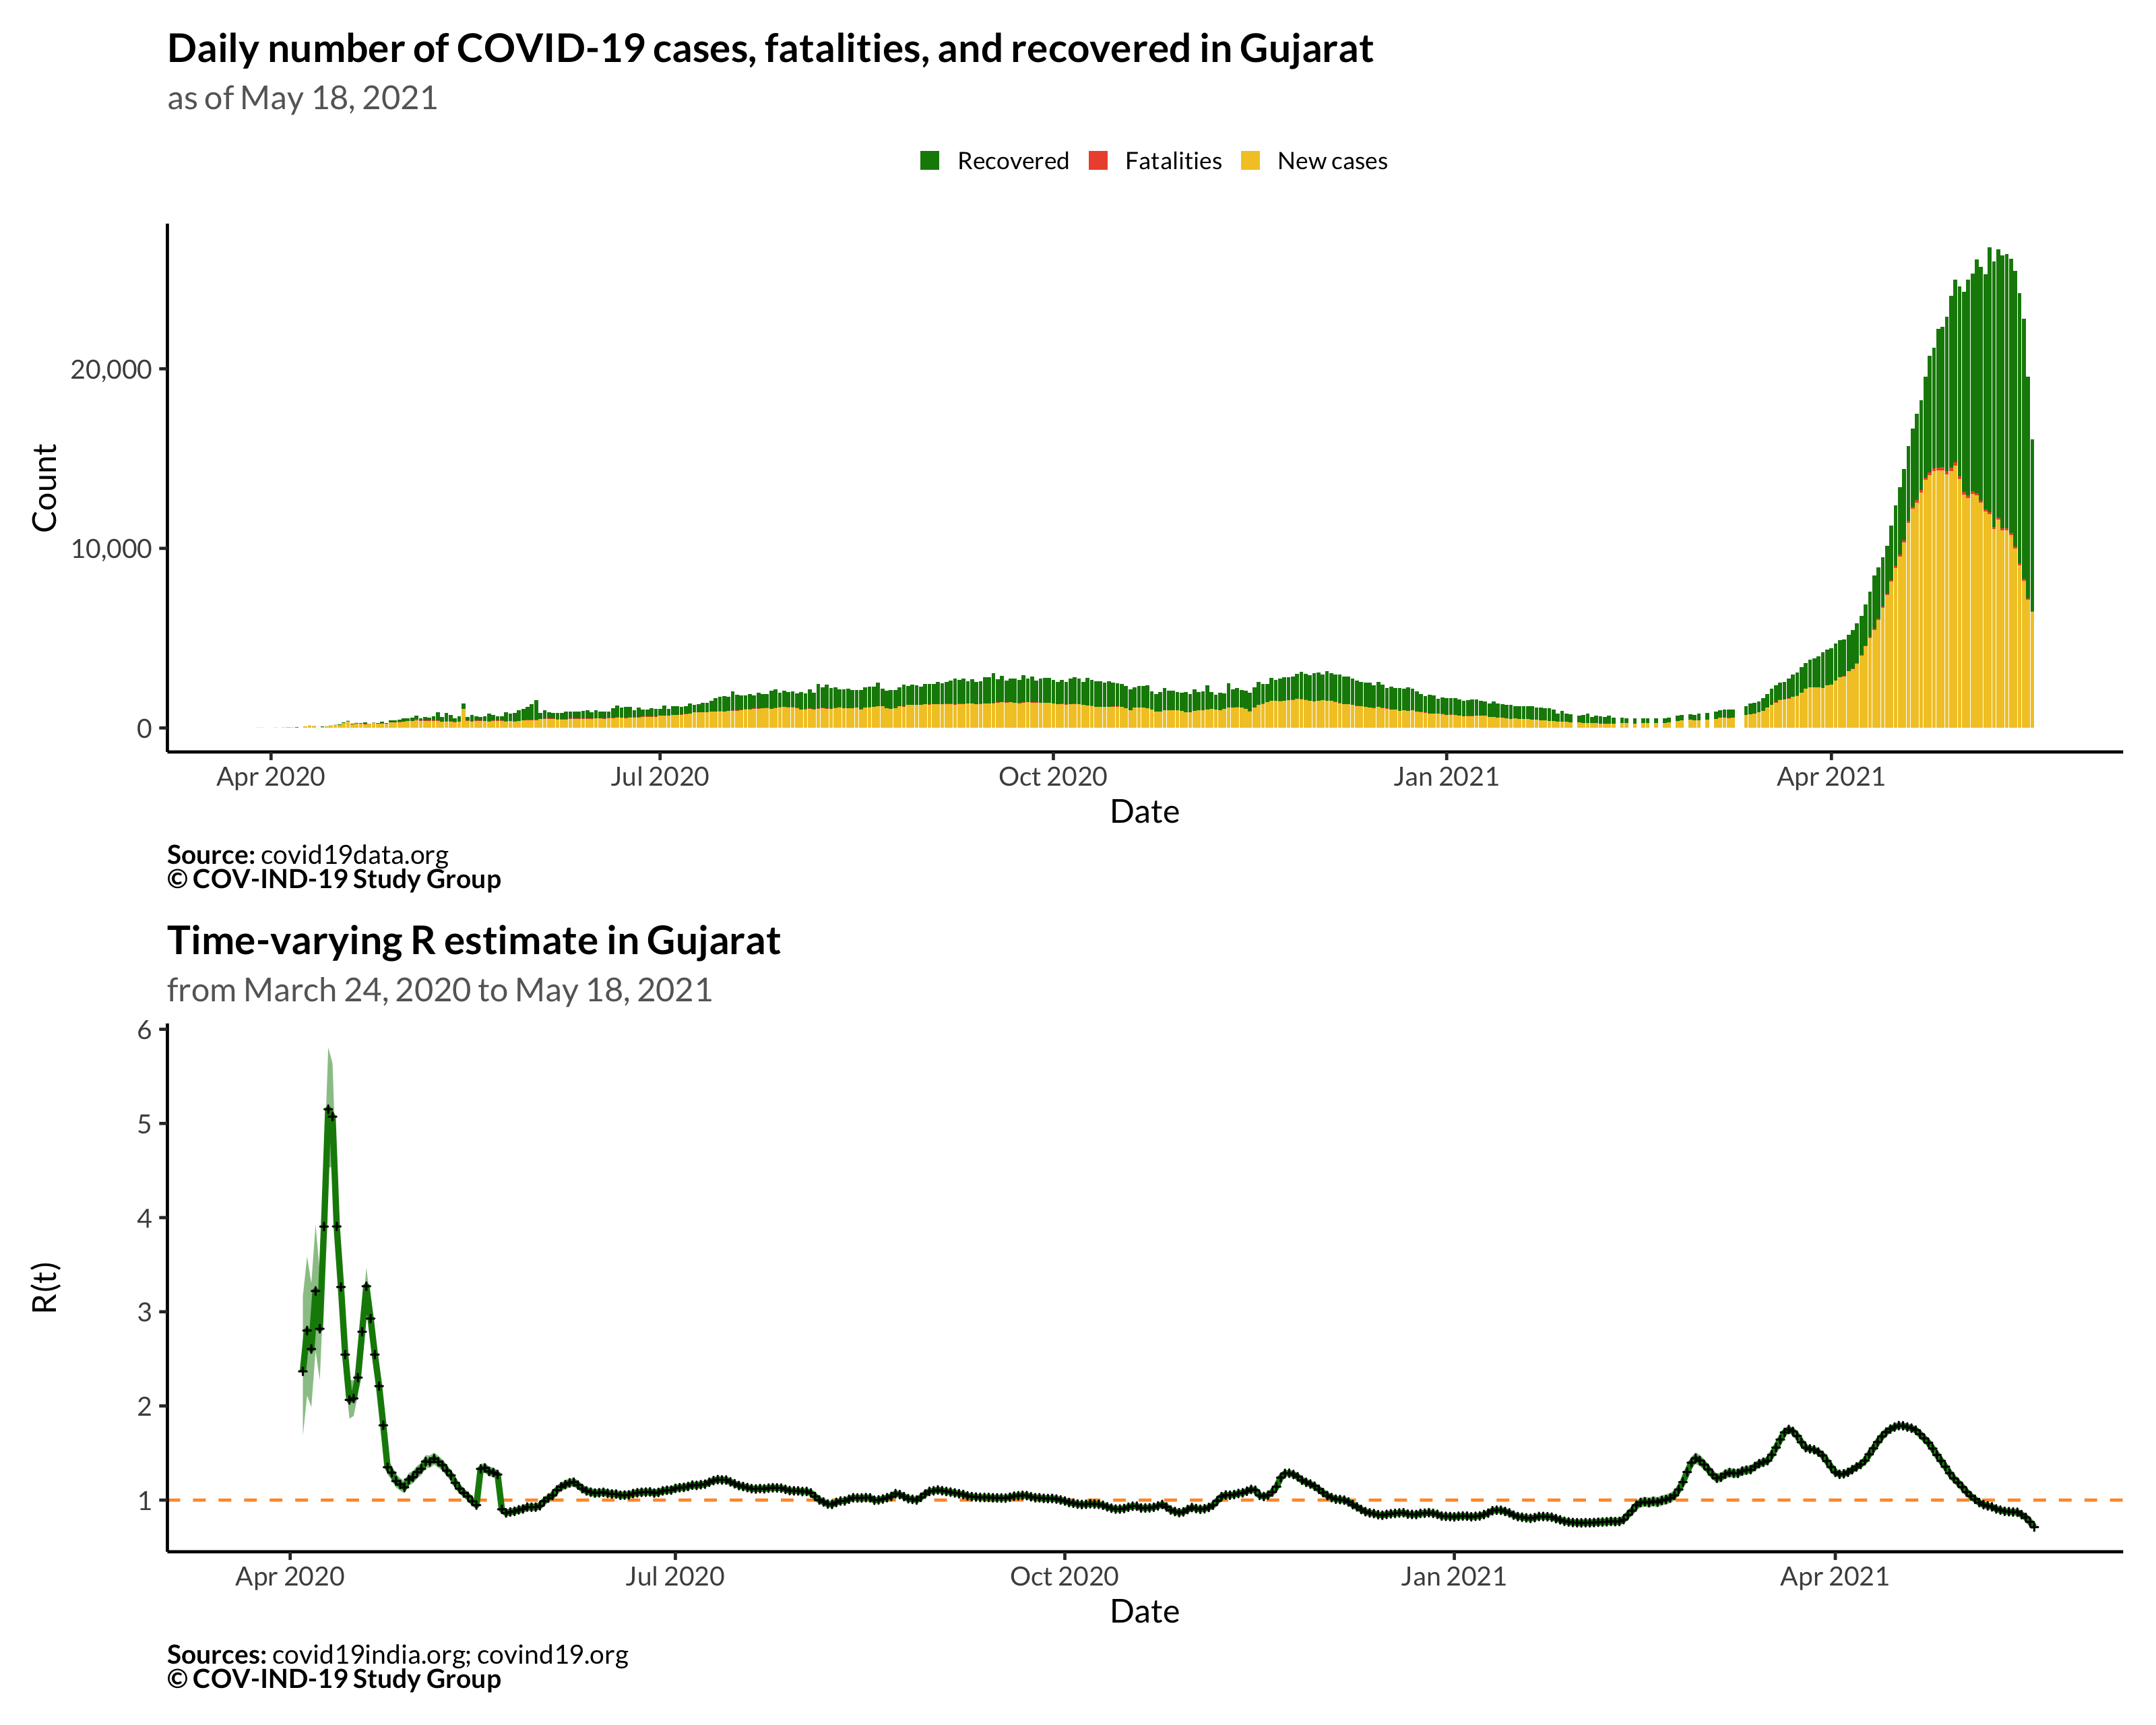 Daily number of COVID-19 cases, fatalities, and recovered in Gujarat
as of May 18, 2021
Recovered Fatalities New cases
20,000
10,000
0
Count
Apr 2020 Jul 2020 Oct 2020 Jan 2021 Apr 2021
Date
Source: covid19data.org
© COV-IND-19 Study Group
Time-varying R estimate in Gujarat
from March 24, 2020 to May 18, 2021
6
5
4
3
2
1
R(t)
Apr 2020 Jul 2020 Oct 2020 Jan 2021 Apr 2021
Date
Sources: covid19india.org; covind19.org
© COV-IND-19 Study Group